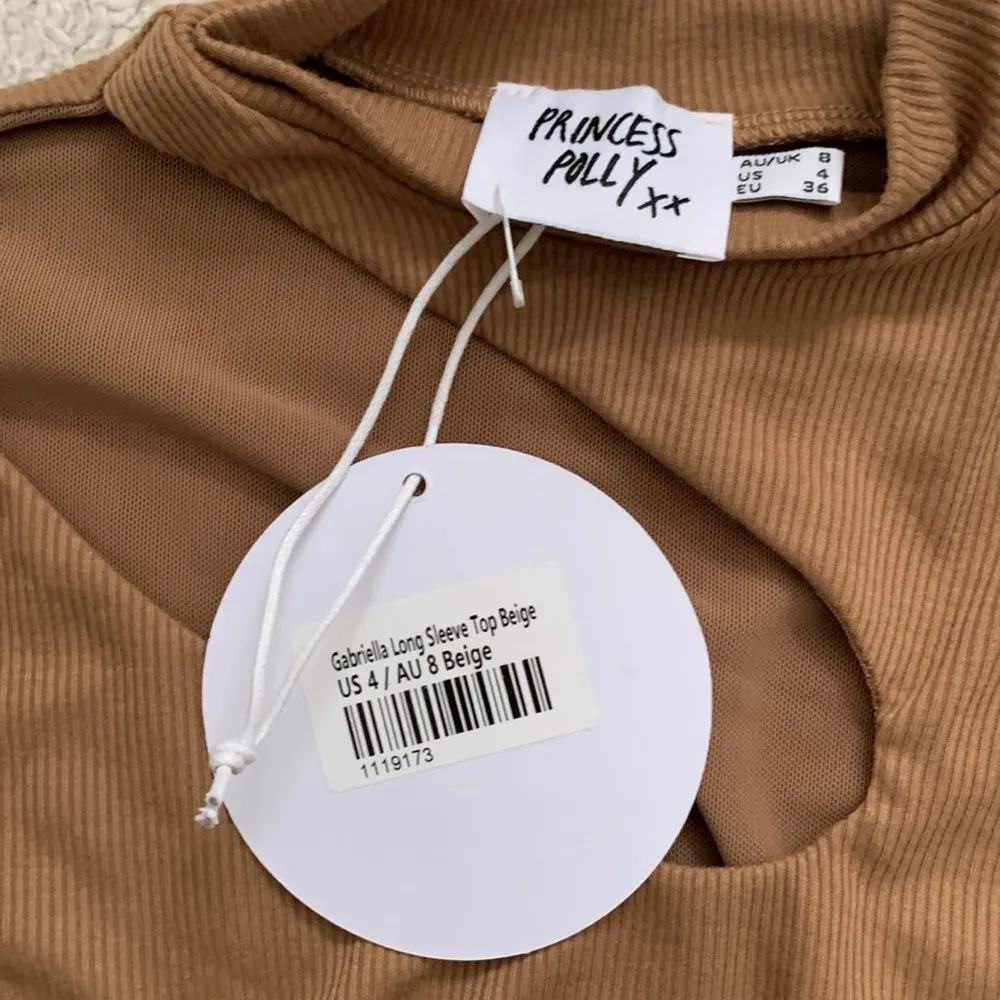 PRINCESS
POLLY xx
AU/UK 8
US 4
EU 36
Gabriella Long Sleeve Top Beige
US 4 / AU 8 Beige
1119173